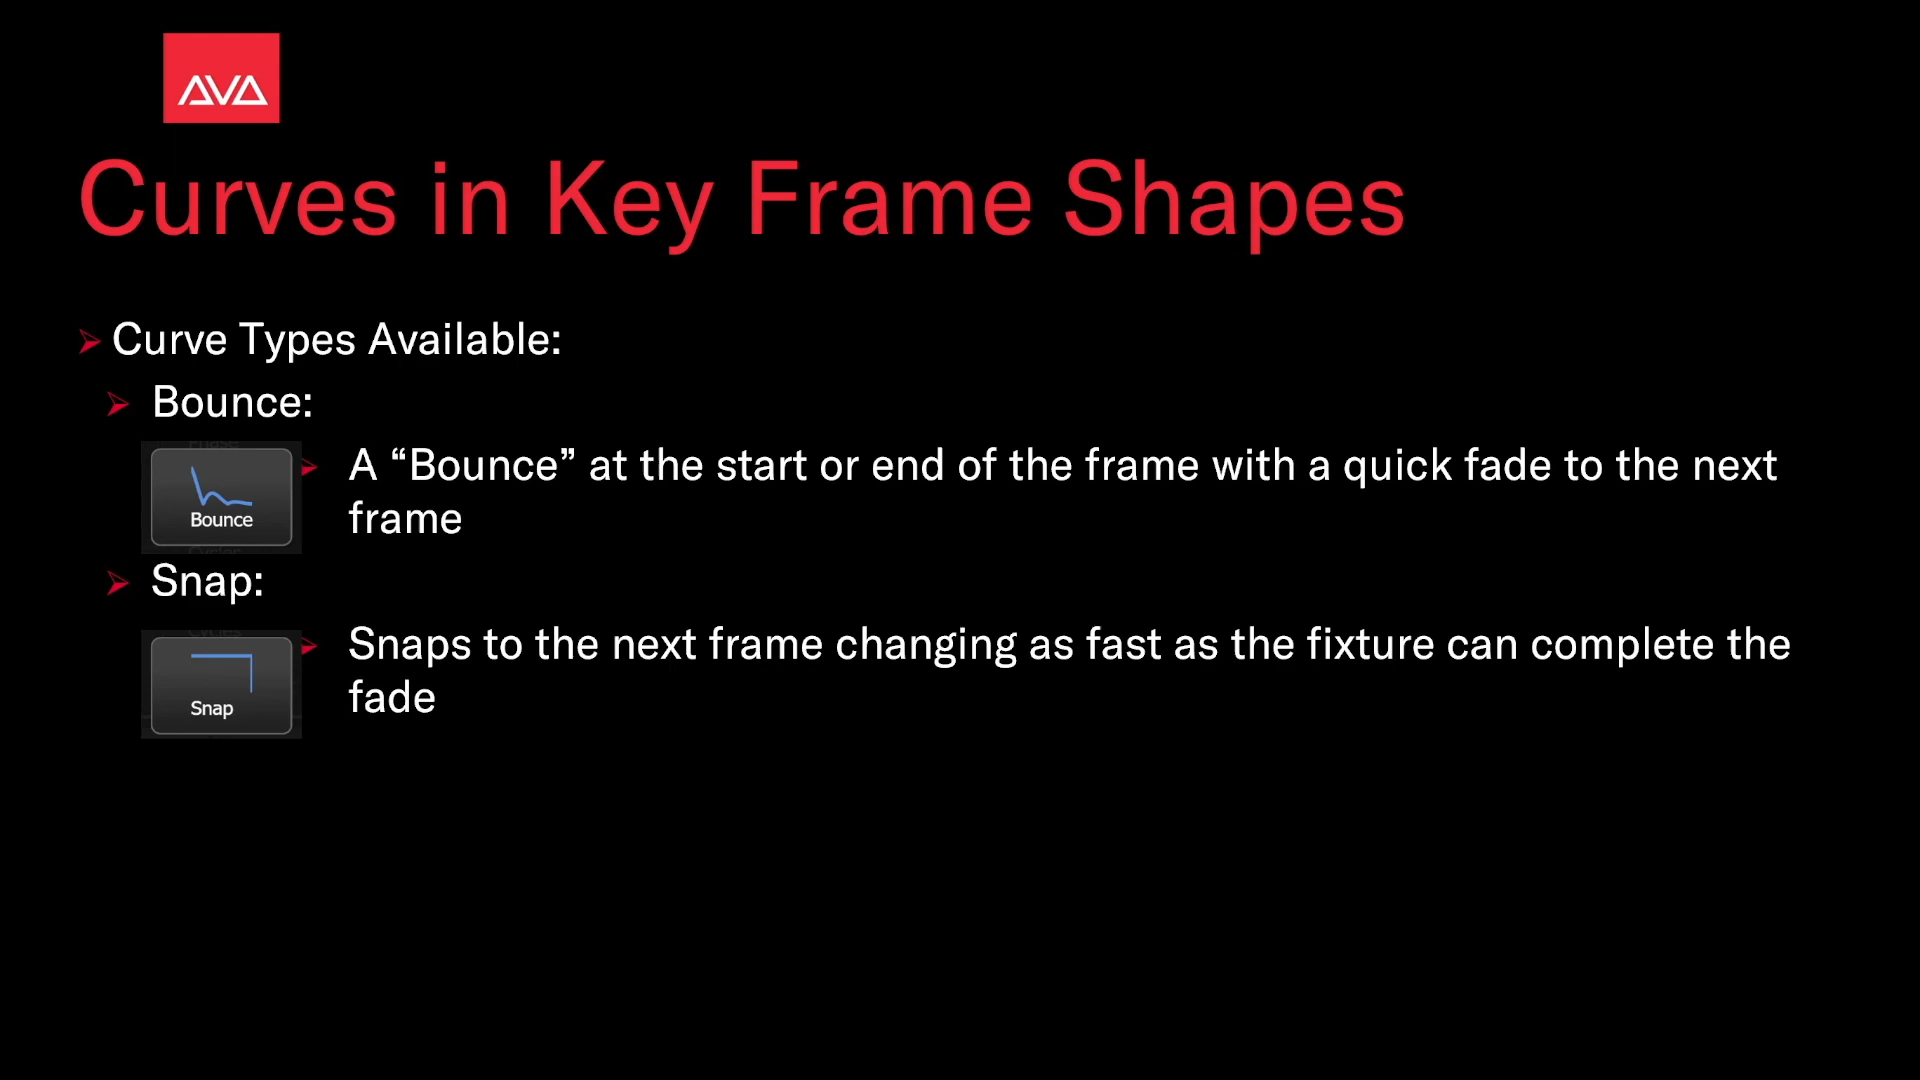 AVA
Curves in Key Frame Shapes
Curve Types Available:
Bounce:
A “Bounce” at the start or end of the frame with a quick fade to the next
frame
Bounce
Snap:
Snaps to the next frame changing as fast as the fixture can complete the
fade
Snap